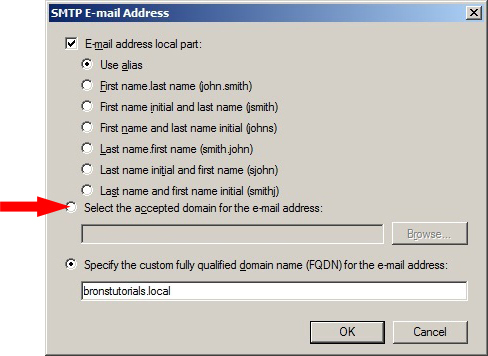 SMTP E-mail Address
E-mail address local part:
Use alias
First name.last name (john.smith)
First name initial and last name (jsmith)
First name and last name initial (johns)
Last name.first name (smith.john)
Last name initial and first name (sjohn)
Last name and first name initial (smithj)
Select the accepted domain for the e-mail address:
Browse...
Specify the custom fully qualified domain name (FQDN) for the e-mail address:
bronstutorials.local
OK
Cancel